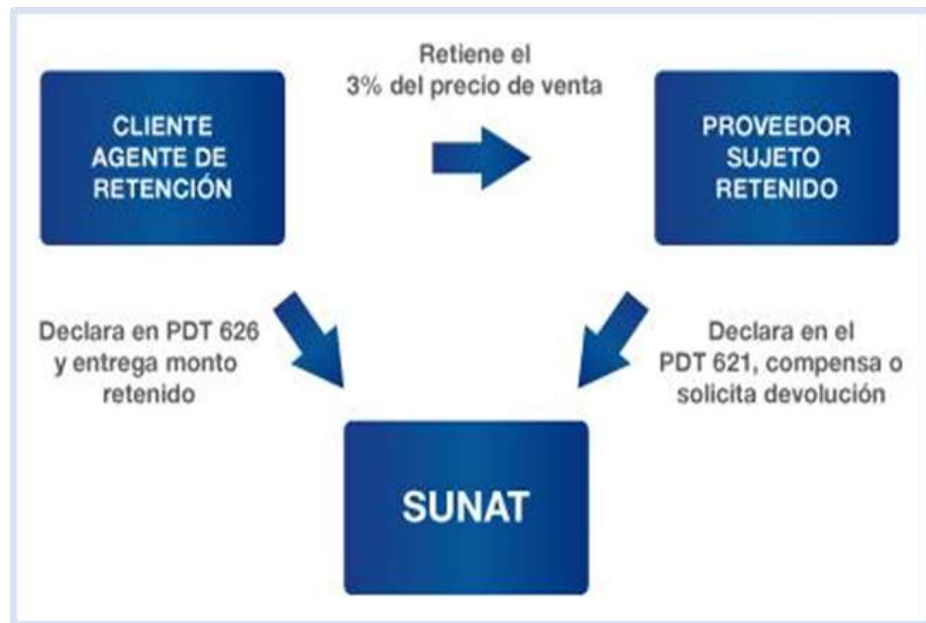 Retiene el
3% del precio de venta
CLIENTE
AGENTE DE
RETENCIÓN
PROVEEDOR
SUJETO
RETENIDO
Declara en PDT 626
y entrega monto
retenido
Declara en el
PDT 621, compensa o
solicita devolución
SUNAT